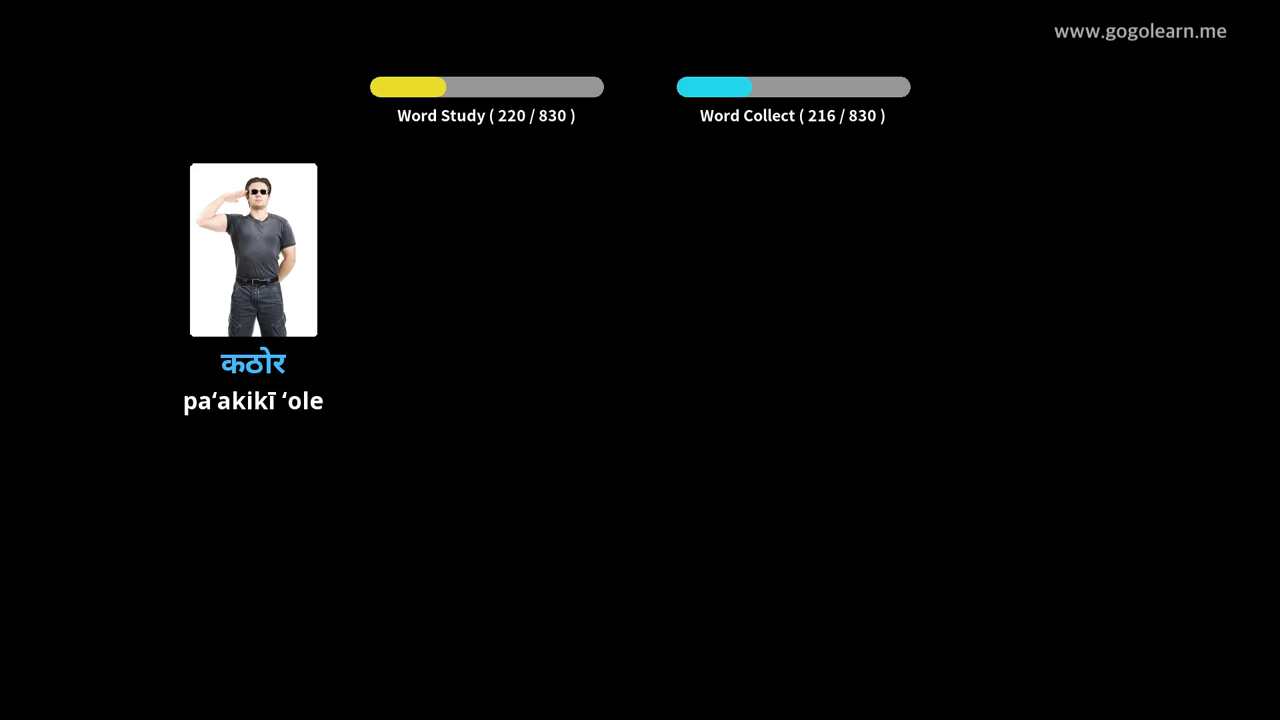 www.gogolearn.me
Word Study ( 220 / 830 )
Word Collect ( 216 / 830 )
कठोर
paʻakikī ʻole